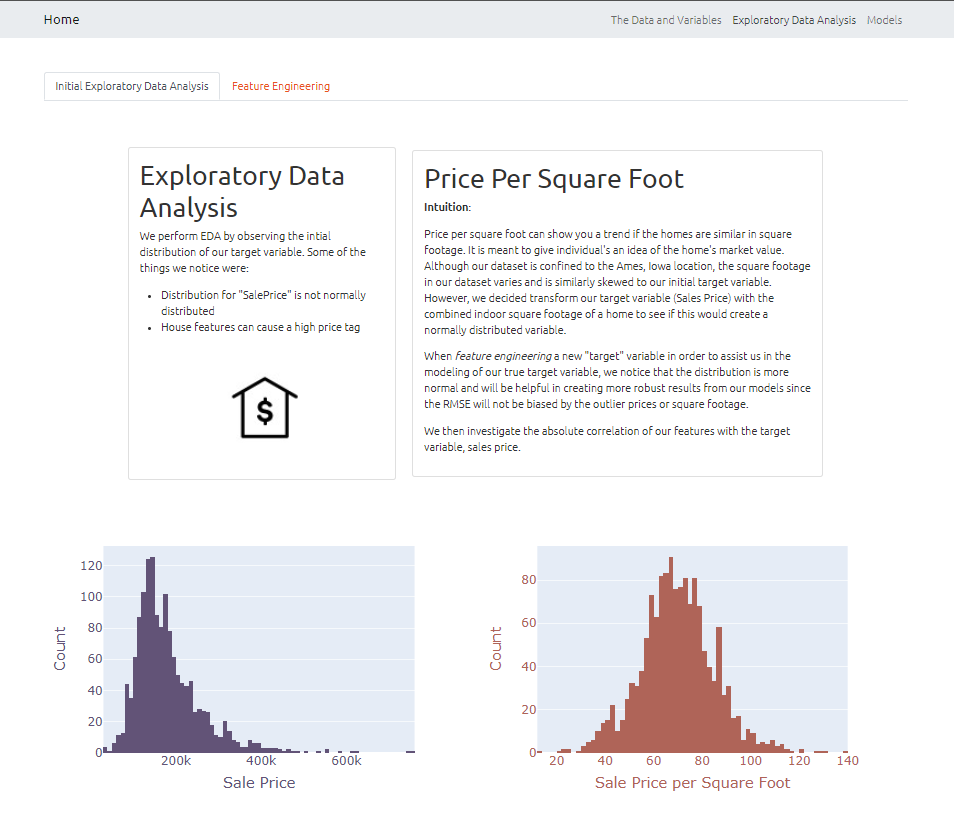 Home
The Data and Variables Exploratory Data Analysis Models
Initial Exploratory Data Analysis Feature Engineering
Exploratory Data
Analysis
We perform EDA by observing the intial
distribution of our target variable. Some of the
things we notice were:
• Distribution for "SalePrice" is not normally
distributed
• House features can cause a high price tag
$
Price Per Square Foot
Intuition:
Price per square foot can show you a trend if the homes are similar in square
footage. It is meant to give individual's an idea of the home's market value.
Although our dataset is confined to the Ames, Iowa location, the square footage
in our dataset varies and is similarly skewed to our initial target variable.
However, we decided transform our target variable (Sales Price) with the
combined indoor square footage of a home to see if this would create a
normally distributed variable.
When feature engineering a new "target" variable in order to assist us in the
modeling of our true target variable, we notice that the distribution is more
normal and will be helpful in creating more robust results from our models since
the RMSE will not be biased by the outlier prices or square footage.
We then investigate the absolute correlation of our features with the target
variable, sales price.
Count
120
100
80
60
40
20
0
200k 400k 600k
Sale Price
Count
80
60
40
20
0
20 40 60 80 100 120 140
Sale Price per Square Foot